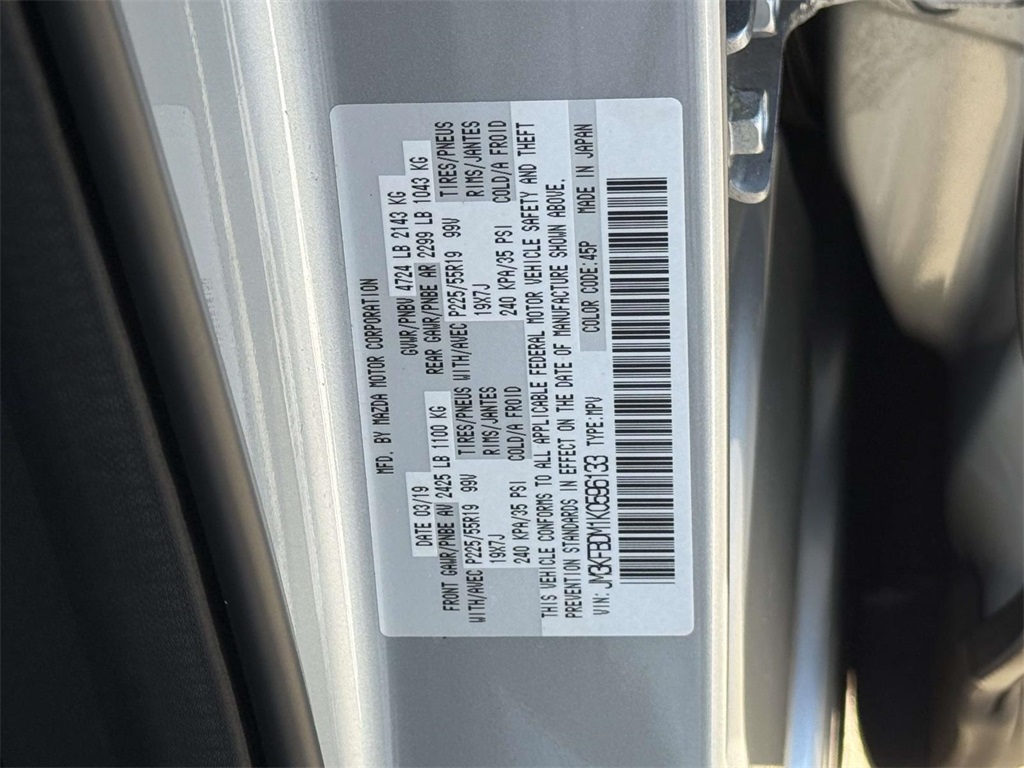 MFD. BY MAZDA MOTOR CORPORATION
DATE 03/19 GVWR/PNBV 4724 LB 2143 KG
FRONT GAWR/PNBE AV 2425 LB 1100 KG REAR GAWR/PNBE AR 2299 LB 1043 KG
WITH/AVEC P225/55R19 99V TIRES/PNEUS WITH/AVEC P225/55R19 99V TIRES/PNEUS
19X7J RIMS/JANTES 19X7J RIMS/JANTES
240 KPA/35 PSI COLD/A FROID 240 KPA/35 PSI COLD/A FROID
THIS VEHICLE CONFORMS TO ALL APPLICABLE FEDERAL MOTOR VEHICLE SAFETY AND THEFT
PREVENTION STANDARDS IN EFFECT ON THE DATE OF MANUFACTURE SHOWN ABOVE.
VIN: JM3KFBDM1K0696133 TYPE:MPV COLOR CODE:45P MADE IN JAPAN